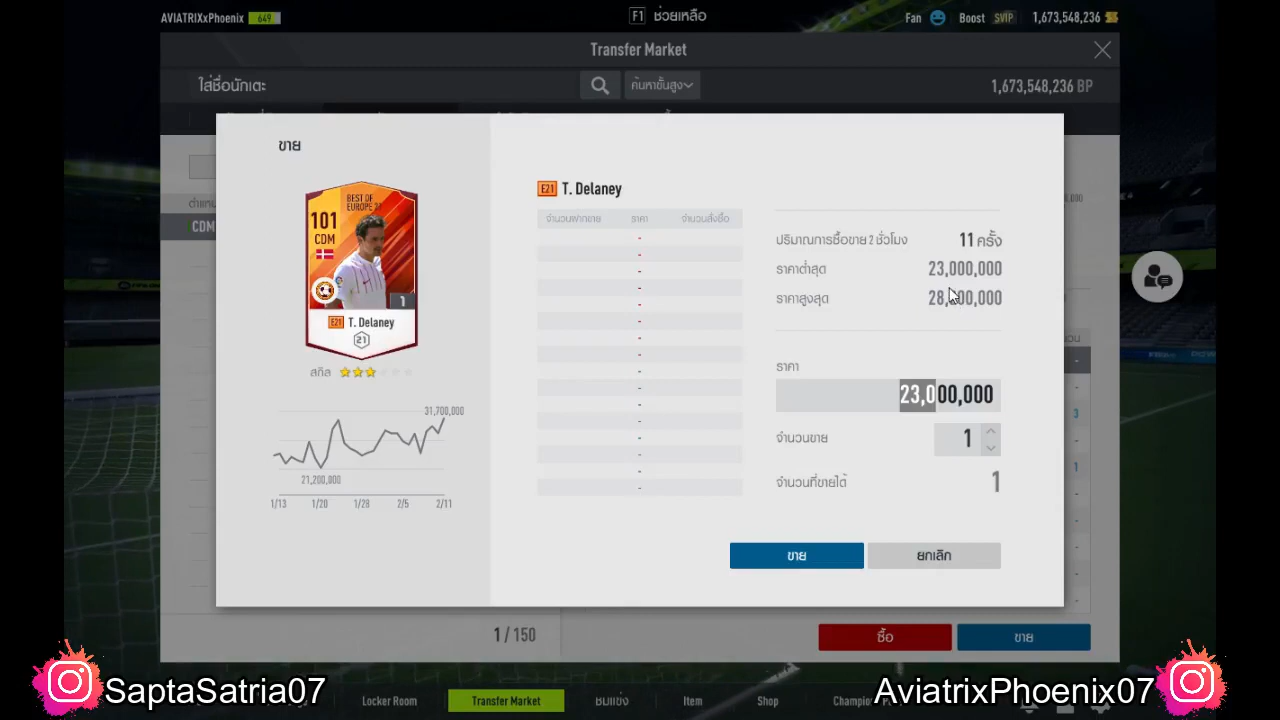 AVIATRIXxPhoenix 649
F1 ช่วยเหลือ
Fan Boost SVIP 1,673,548,236
Transfer Market
ใส่ชื่อนักเตะ
ค้นหาขั้นสูง
1,673,548,236 BP
ขาย
BEST OF
EUROPE 21
101
CDM
1
E21 T. Delaney
21
สกิล
31,700,000
21,200,000
1/13 1/20 1/28 2/5 2/11
E21 T. Delaney
จำนวนฝากขาย ราคา จำนวนสั่งซื้อ
ปริมาณการซื้อขาย 2 ชั่วโมง 11 ครั้ง
ราคาต่ำสุด 23,000,000
ราคาสูงสุด
ราคา
23,000,000
จำนวนขาย 1
จำนวนที่ขายได้ 1
ขาย ยกเลิก
CDM
3
1
1 / 150
ซื้อ ขาย
SaptaSatria07
Locker Room Transfer Market ชมแข่ง Item Shop
AviatrixPhoenix07